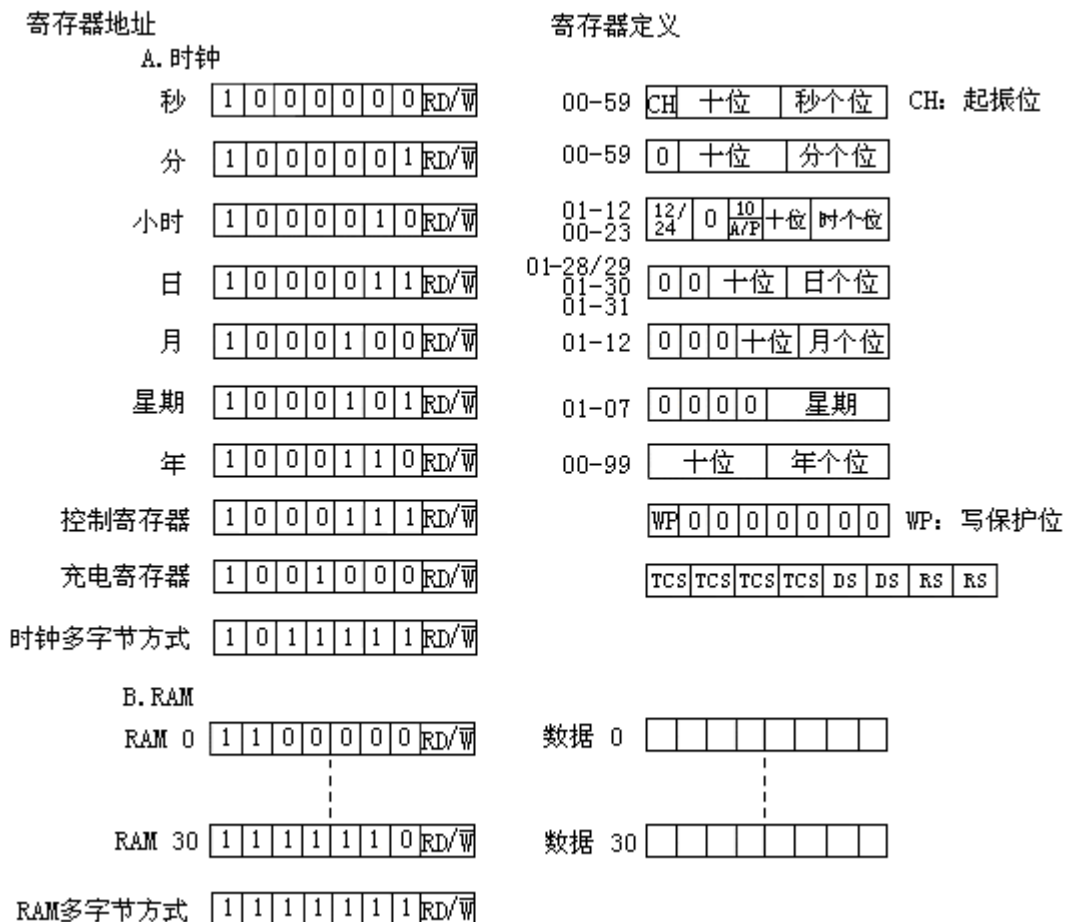 寄存器地址 寄存器定义
A.时钟
秒 1 0 0 0 0 0 0 RD/W̅ 00-59 CH 十位 秒个位 CH: 起振位
分 1 0 0 0 0 0 1 RD/W̅ 00-59 0 十位 分个位
小时 1 0 0 0 0 1 0 RD/W̅ 01-12 00-23 12/24 0 10 A/P 十位 时个位
日 1 0 0 0 0 1 1 RD/W̅ 01-28/29 01-30 01-31 0 0 十位 日个位
月 1 0 0 0 1 0 0 RD/W̅ 01-12 0 0 0 十位 月个位
星期 1 0 0 0 1 0 1 RD/W̅ 01-07 0 0 0 0 星期
年 1 0 0 0 1 1 0 RD/W̅ 00-99 十位 年个位
控制寄存器 1 0 0 0 1 1 1 RD/W̅ WP 0 0 0 0 0 0 0 WP: 写保护位
充电寄存器 1 0 0 1 0 0 0 RD/W̅ TCS TCS TCS TCS DS DS RS RS
时钟多字节方式 1 0 1 1 1 1 1 RD/W̅
B.RAM
RAM 0 1 1 0 0 0 0 0 RD/W̅ 数据 0
RAM 30 1 1 1 1 1 1 0 RD/W̅ 数据 30
RAM多字节方式 1 1 1 1 1 1 1 RD/W̅